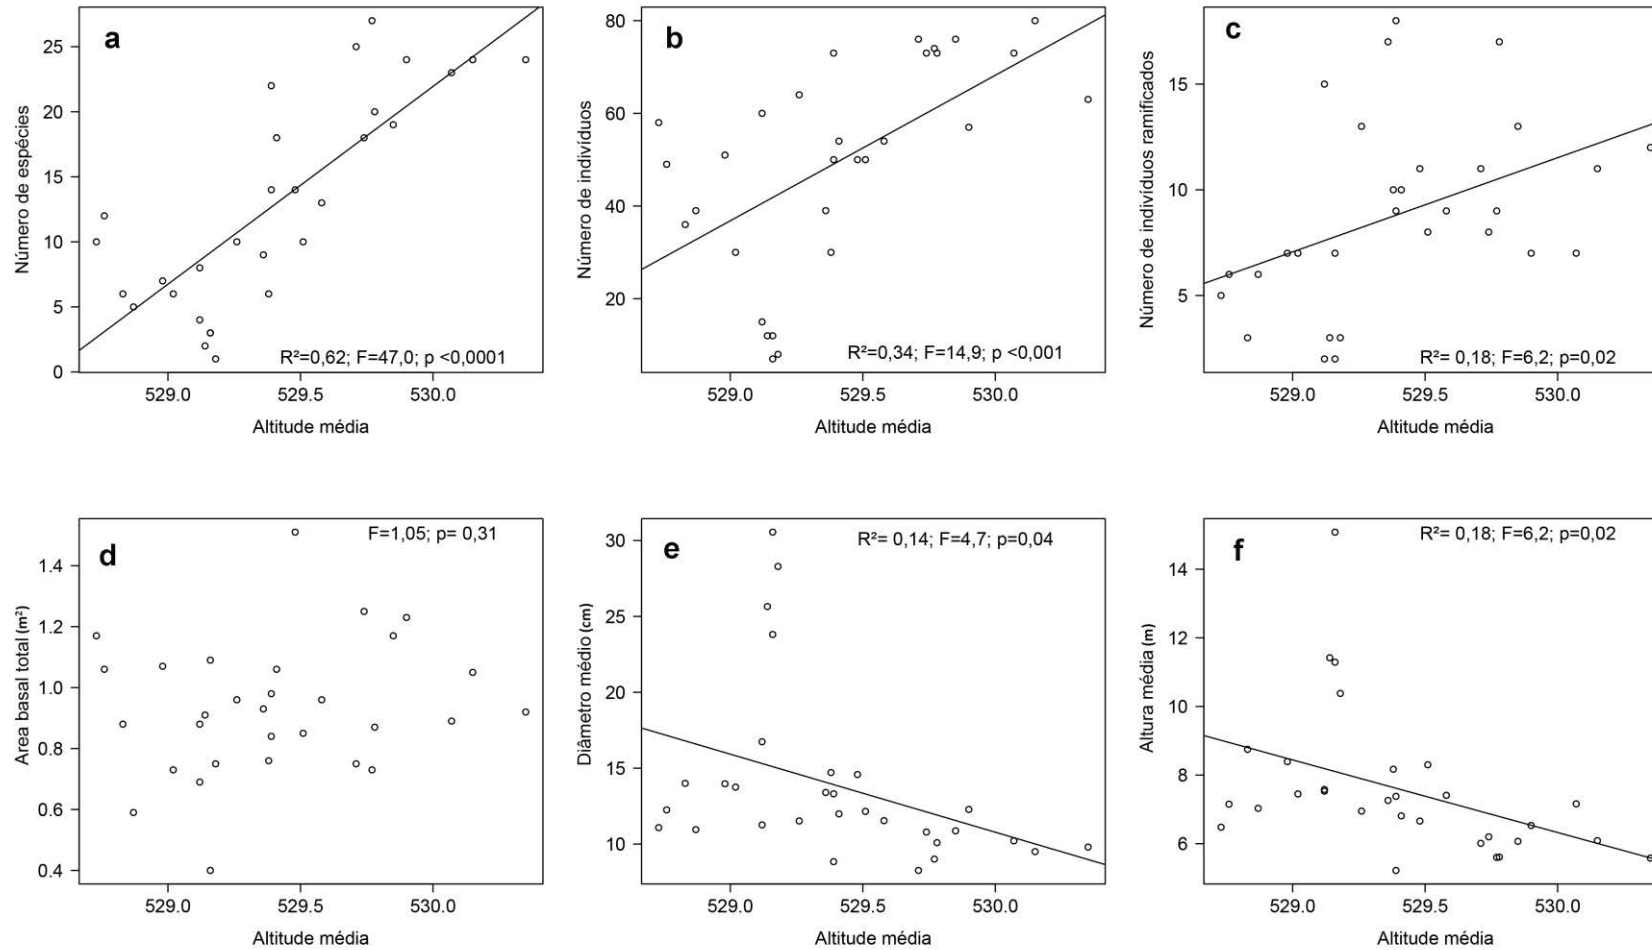 a
Número de espécies
25
20
15
10
5
0
R²=0,62; F=47,0; p <0,0001
529.0
529.5
530.0
Altitude média
b
Número de indivíduos
80
60
40
20
R²=0,34; F=14,9; p <0,001
529.0
529.5
530.0
Altitude média
c
Número de indivíduos ramificados
15
10
5
R²= 0,18; F=6,2; p=0,02
529.0
529.5
530.0
Altitude média
d
F=1,05; p= 0,31
Area basal total (m²)
1.4
1.2
1.0
0.8
0.6
0.4
529.0
529.5
530.0
Altitude média
e
R²= 0,14; F=4,7; p=0,04
Diâmetro médio (cm)
30
25
20
15
10
529.0
529.5
530.0
Altitude média
f
R²= 0,18; F=6,2; p=0,02
Altura média (m)
14
12
10
8
6
529.0
529.5
530.0
Altitude média